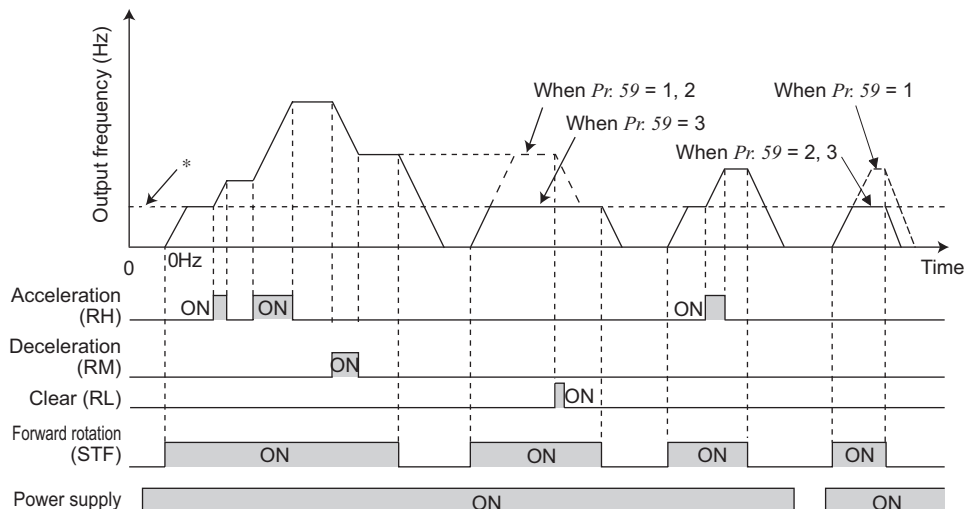 Output frequency (Hz)
When Pr. 59 = 1, 2
When Pr. 59 = 3
When Pr. 59 = 1
When Pr. 59 = 2, 3
*
0
0Hz
Time
Acceleration
(RH)
ON
ON
ON
Deceleration
(RM)
ON
Clear (RL)
ON
Forward rotation
(STF)
ON
ON
ON
ON
Power supply
ON
ON